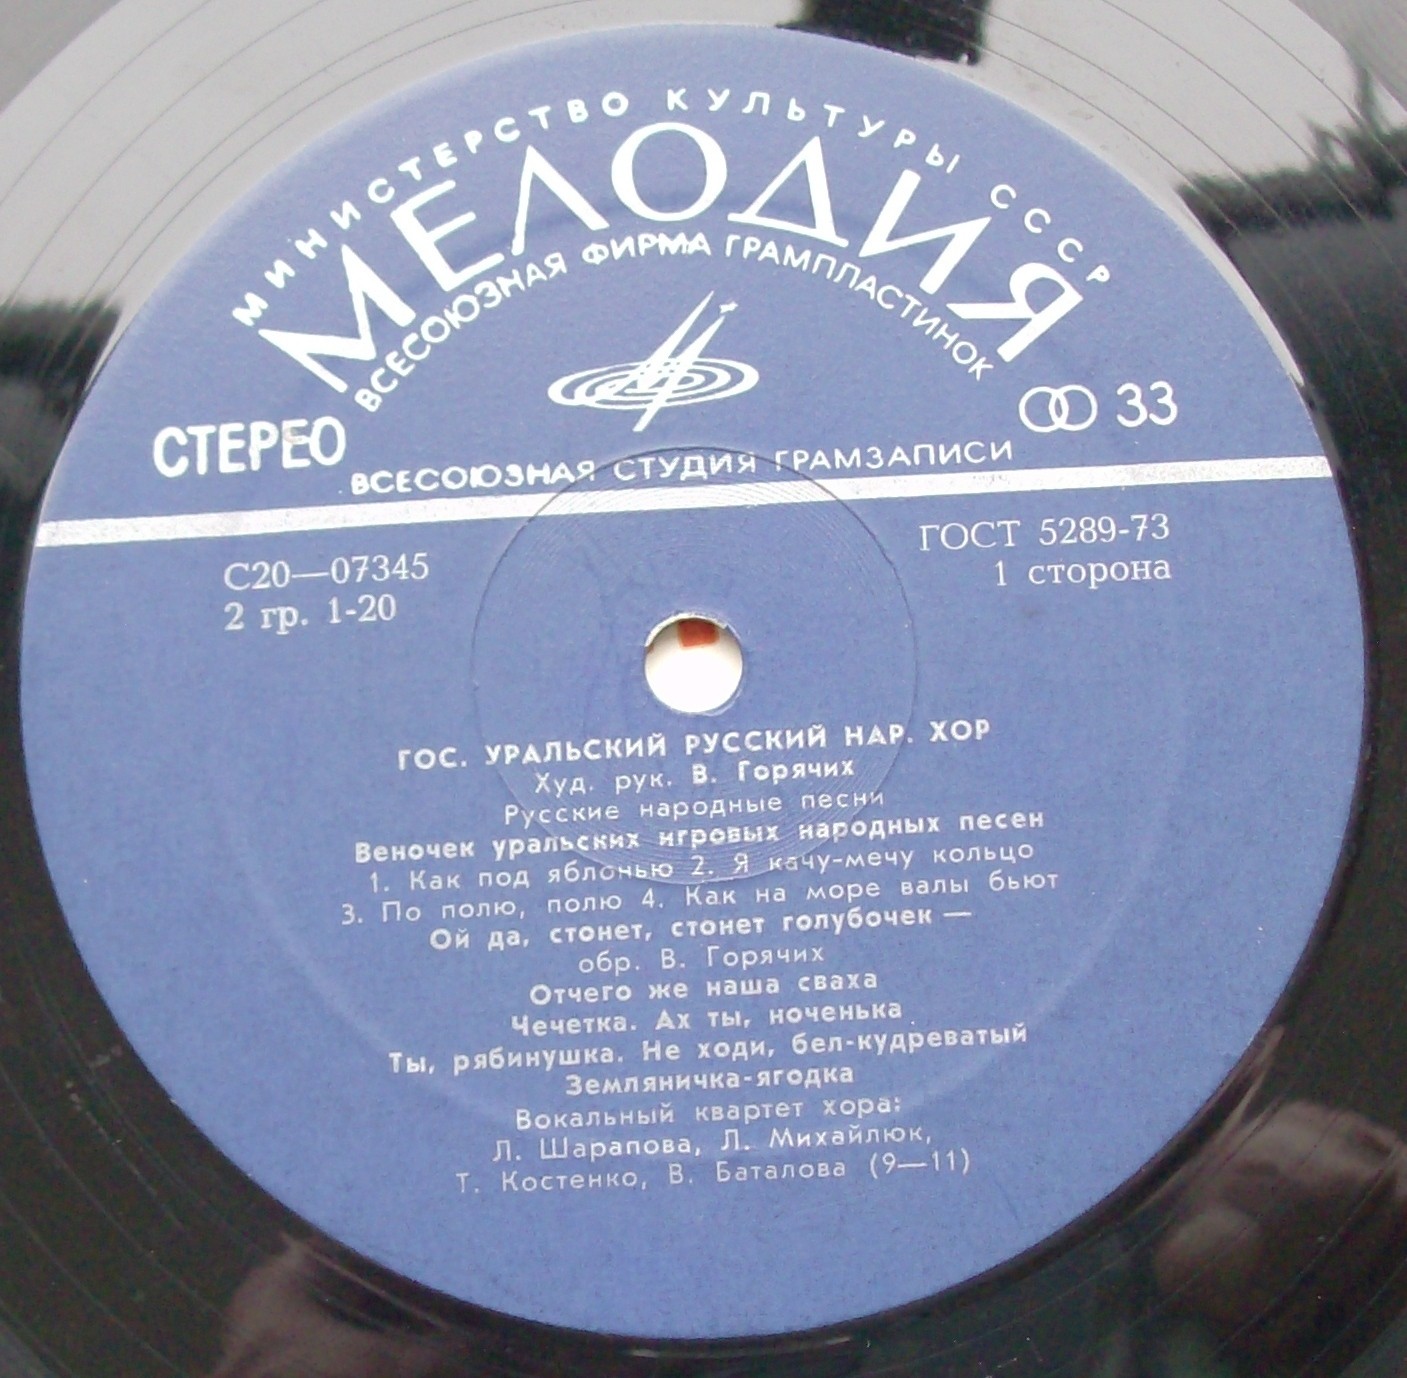 МИНИСТЕРСТВО КУЛЬТУРЫ СССР
МЕЛОДИЯ
ВСЕСОЮЗНАЯ ФИРМА ГРАМПЛАСТИНОК
СТЕРЕО
33
ВСЕСОЮЗНАЯ СТУДИЯ ГРАМЗАПИСИ
С20—07345
2 гр. 1-20
ГОСТ 5289-73
1 сторона
ГОС. УРАЛЬСКИЙ РУССКИЙ НАР. ХОР
Худ. рук. В. Горячих
Русские народные песни
Веночек уральских игровых народных песен
1. Как под яблонью 2. Я качу-мечу кольцо
3. По полю, полю 4. Как на море валы бьют
Ой да, стонет, стонет голубочек —
обр. В. Горячих
Отчего же наша сваха
Чечетка. Ах ты, ноченька
Ты, рябинушка. Не ходи, бел-кудреватый
Земляничка-ягодка
Вокальный квартет хора:
Л. Шарапова, Л. Михайлюк,
Т. Костенко, В. Баталова (9—11)